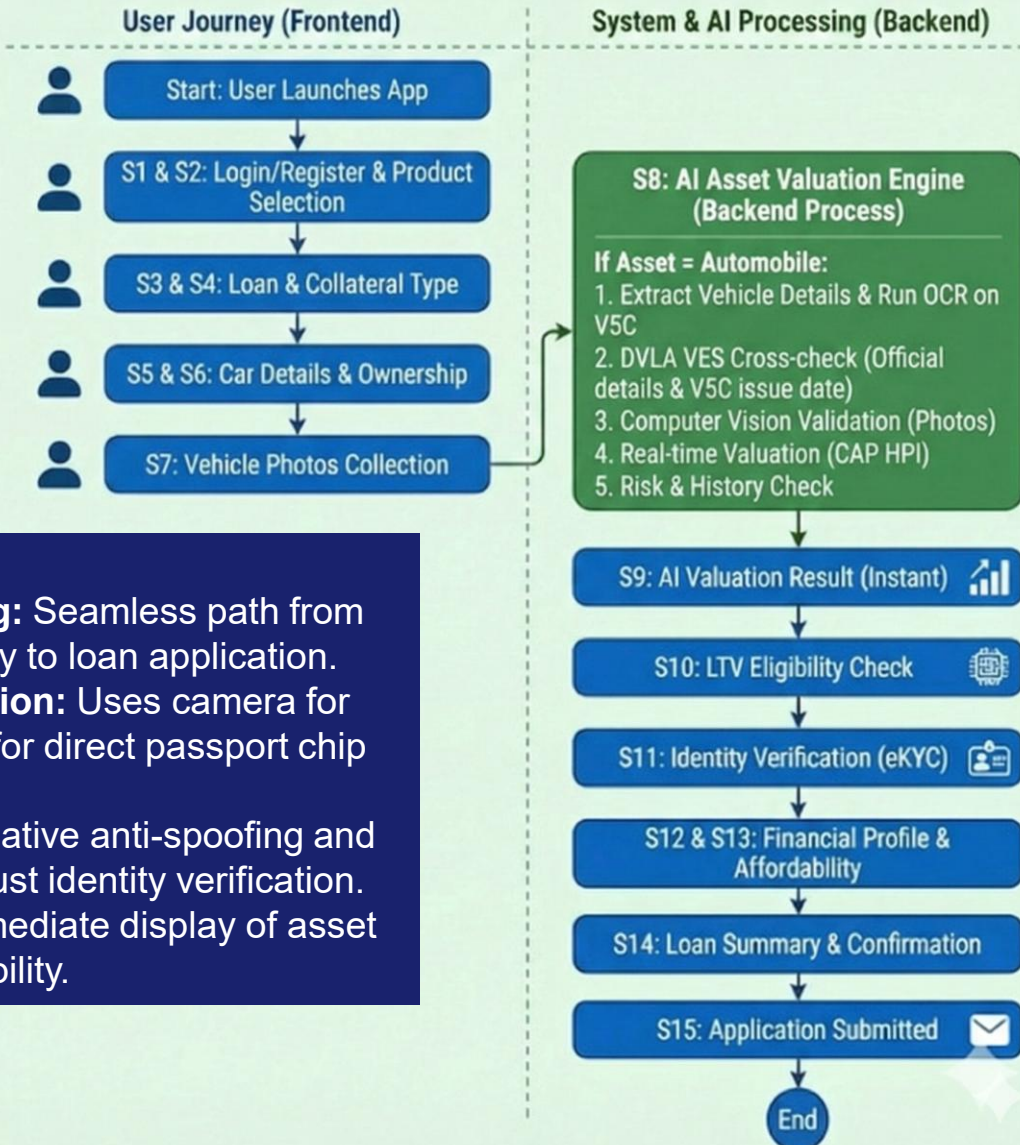 User Journey (Frontend)
Start: User Launches App
S1 & S2: Login/Register & Product
Selection
S3 & S4: Loan & Collateral Type
S5 & S6: Car Details & Ownership
S7: Vehicle Photos Collection
System & AI Processing (Backend)
S8: AI Asset Valuation Engine
(Backend Process)
If Asset = Automobile:
1. Extract Vehicle Details & Run OCR on
V5C
2. DVLA VES Cross-check (Official
details & V5C issue date)
3. Computer Vision Validation (Photos)
4. Real-time Valuation (CAP HPI)
5. Risk & History Check
S9: AI Valuation Result (Instant)
S10: LTV Eligibility Check
S11: Identity Verification (eKYC)
S12 & S13: Financial Profile &
Affordability
S14: Loan Summary & Confirmation
S15: Application Submitted
End
g: Seamless path from
y to loan application.
ion: Uses camera for
for direct passport chip
ative anti-spoofing and
ust identity verification.
mediate display of asset
bility.